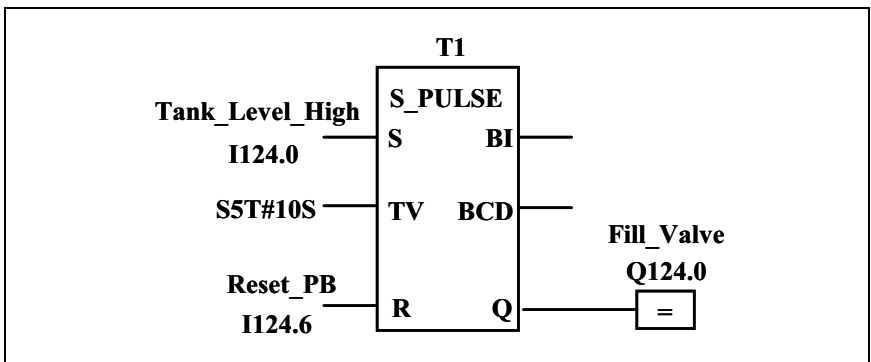 T1
S_PULSE
Tank_Level_High
I124.0
S
BI
S5T#10S
TV
BCD
Fill_Valve
Q124.0
Reset_PB
I124.6
R
Q
=